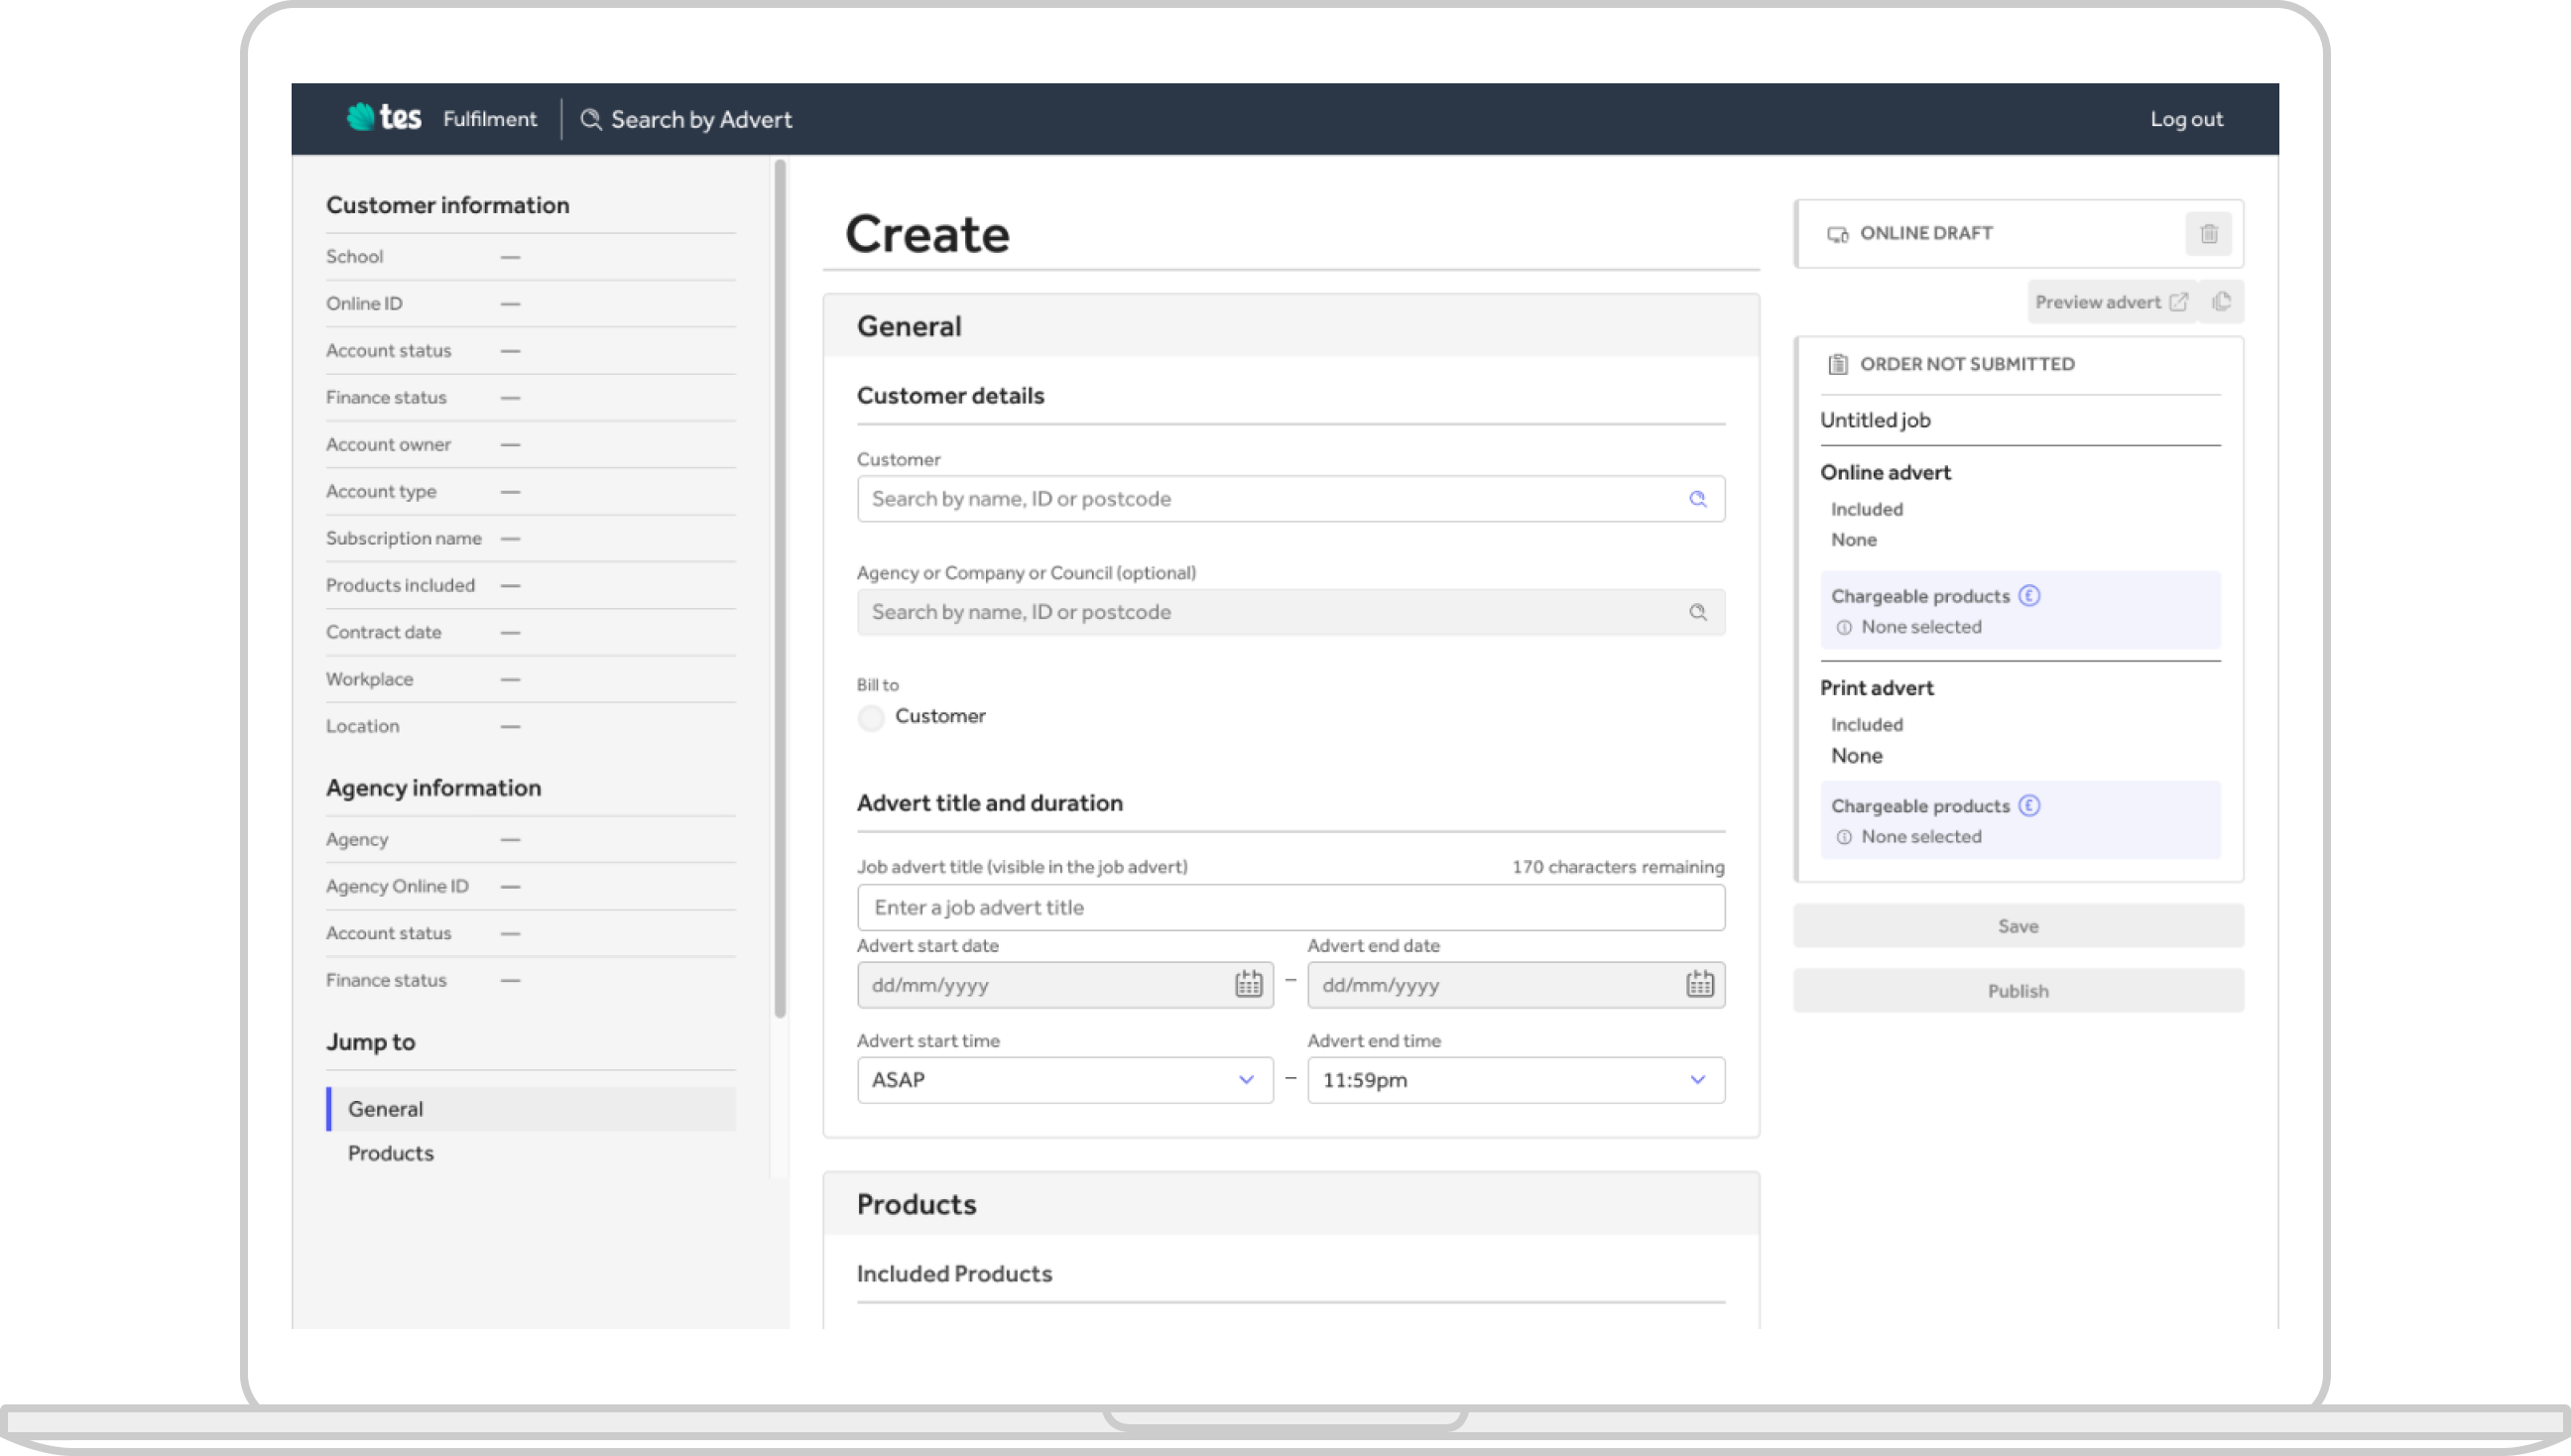 tes Fulfilment Search by Advert Log out
Customer information
School —
Online ID —
Account status —
Finance status —
Account owner —
Account type —
Subscription name —
Products included —
Contract date —
Workplace —
Location —
Agency information
Agency —
Agency Online ID —
Account status —
Finance status —
Jump to
General
Products
Create
General
Customer details
Customer
Search by name, ID or postcode
Agency or Company or Council (optional)
Search by name, ID or postcode
Bill to
Customer
Advert title and duration
Job advert title (visible in the job advert) 170 characters remaining
Enter a job advert title
Advert start date Advert end date
dd/mm/yyyy – dd/mm/yyyy
Advert start time Advert end time
ASAP – 11:59pm
Products
Included Products
ONLINE DRAFT
Preview advert
ORDER NOT SUBMITTED
Untitled job
Online advert
Included
None
Chargeable products £
None selected
Print advert
Included
None
Chargeable products £
None selected
Save
Publish